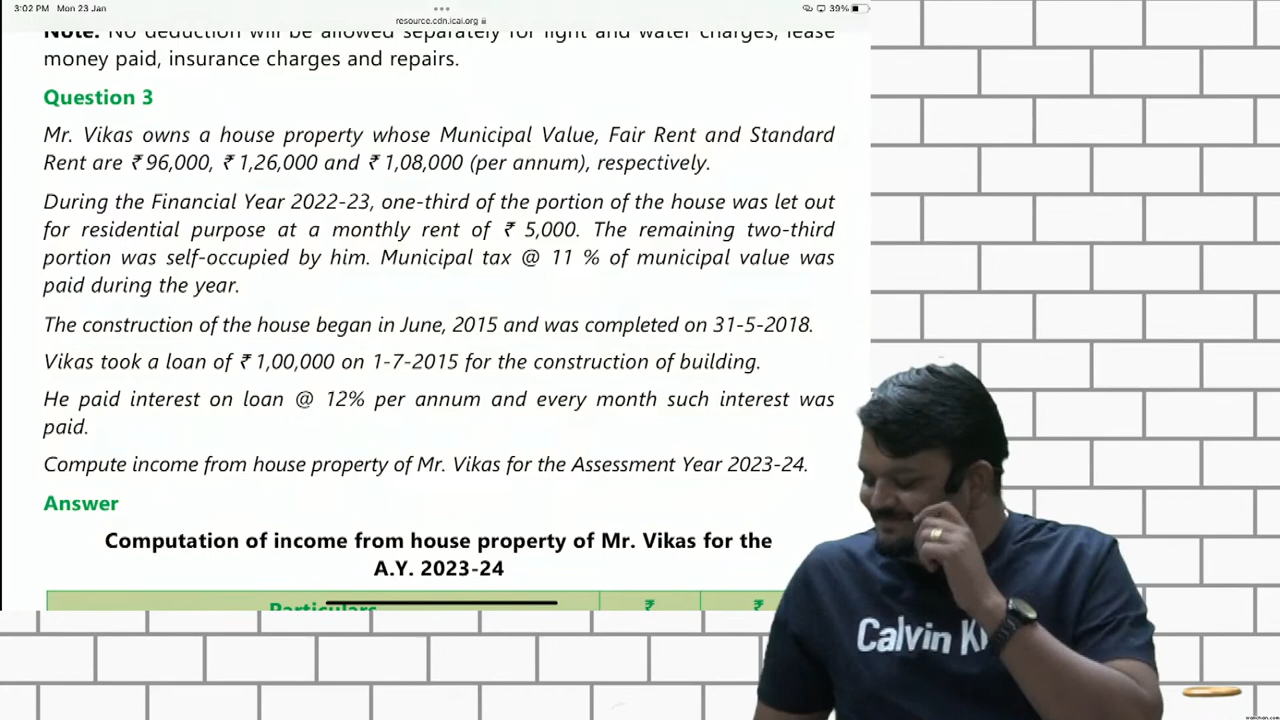 3:02 PM Mon 23 Jan
39%
resource.cdn.icai.org
Note: No deduction will be allowed separately for light and water charges, lease
money paid, insurance charges and repairs.
Question 3
Mr. Vikas owns a house property whose Municipal Value, Fair Rent and Standard
Rent are ₹ 96,000, ₹ 1,26,000 and ₹ 1,08,000 (per annum), respectively.
During the Financial Year 2022-23, one-third of the portion of the house was let out
for residential purpose at a monthly rent of ₹ 5,000. The remaining two-third
portion was self-occupied by him. Municipal tax @ 11 % of municipal value was
paid during the year.
The construction of the house began in June, 2015 and was completed on 31-5-2018.
Vikas took a loan of ₹ 1,00,000 on 1-7-2015 for the construction of building.
He paid interest on loan @ 12% per annum and every month such interest was
paid.
Compute income from house property of Mr. Vikas for the Assessment Year 2023-24.
Answer
Computation of income from house property of Mr. Vikas for the
A.Y. 2023-24
Particulars ₹ ₹
Calvin Kl